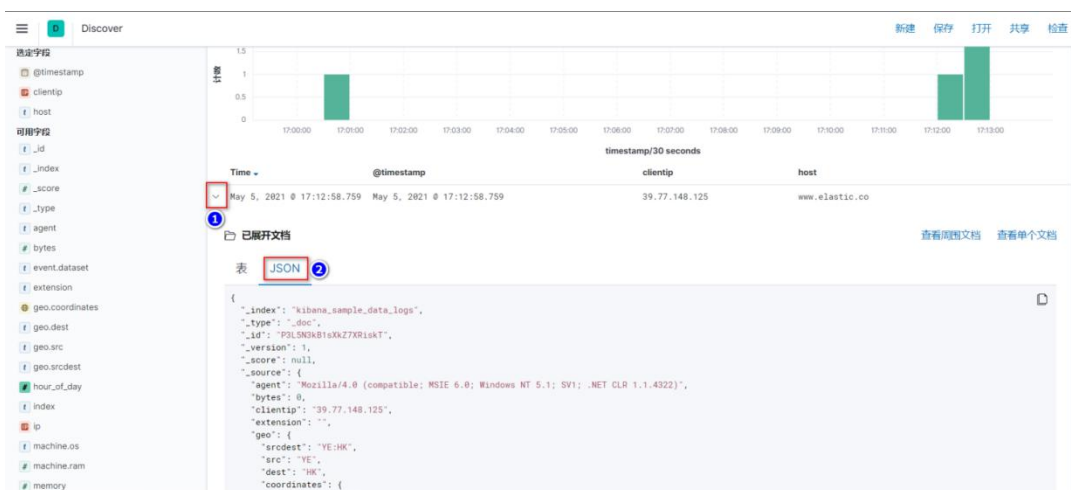 D Discover 新建 保存 打开 共享 检查
选定字段
@timestamp
clientip
t host
可用字段
t _id
t _index
# _score
t _type
t agent
# bytes
t event.dataset
t extension
geo.coordinates
t geo.dest
t geo.src
t geo.srcdest
# hour_of_day
t index
ip
t machine.os
# machine.ram
# memory
计数
1.5
1
0.5
0
17:00:00 17:01:00 17:02:00 17:03:00 17:04:00 17:05:00 17:06:00 17:07:00 17:08:00 17:09:00 17:10:00 17:11:00 17:12:00 17:13:00
timestamp/30 seconds
Time @timestamp clientip host
May 5, 2021 @ 17:12:58.759 May 5, 2021 @ 17:12:58.759 39.77.148.125 www.elastic.co
1
已展开文档 查看周围文档 查看单个文档
表 JSON 2
{
"_index": "kibana_sample_data_logs",
"_type": "_doc",
"_id": "P3L5N3kB1sXkZ7XRiskT",
"_version": 1,
"_score": null,
"_source": {
"agent": "Mozilla/4.0 (compatible; MSIE 6.0; Windows NT 5.1; SV1; .NET CLR 1.1.4322)",
"bytes": 0,
"clientip": "39.77.148.125",
"extension": "",
"geo": {
"srcdest": "YE:HK",
"src": "YE",
"dest": "HK",
"coordinates": {